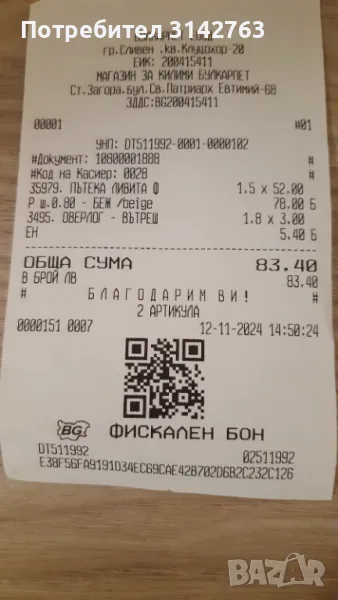 Потребител 3142763
гр.Сливен ,кв.Клуцохор-20
ЕИК: 200415411
МАГАЗИН ЗА КИЛИМИ БУЛКАРПЕТ
Ст.Загора,бул.Св.Патриарх Евтимий-68
ЗДДС:BG200415411
00001 #01
УНП: DT511992-0001-0000102
#Документ: 10800001888 #
#Код на Касиер: 0028 #
35979. ПЪТЕКА ЛИВИТА Ф 1.5 x 52.00
Р ш.0.80 - БЕЖ /beige 78.00 Б
3495. ОВЕРЛОГ - ВЪТРЕШ 1.8 x 3.00
ЕН 5.40 Б
ОБЩА СУМА 83.40
В БРОЙ ЛВ 83.40
# БЛАГОДАРИМ ВИ! #
2 АРТИКУЛА
0000151 0007 12-11-2024 14:50:24
BG ФИСКАЛЕН БОН
DT511992 02511992
E38F56FA9191D34EC69CAE42B702D6B2C232C126
BAZAR